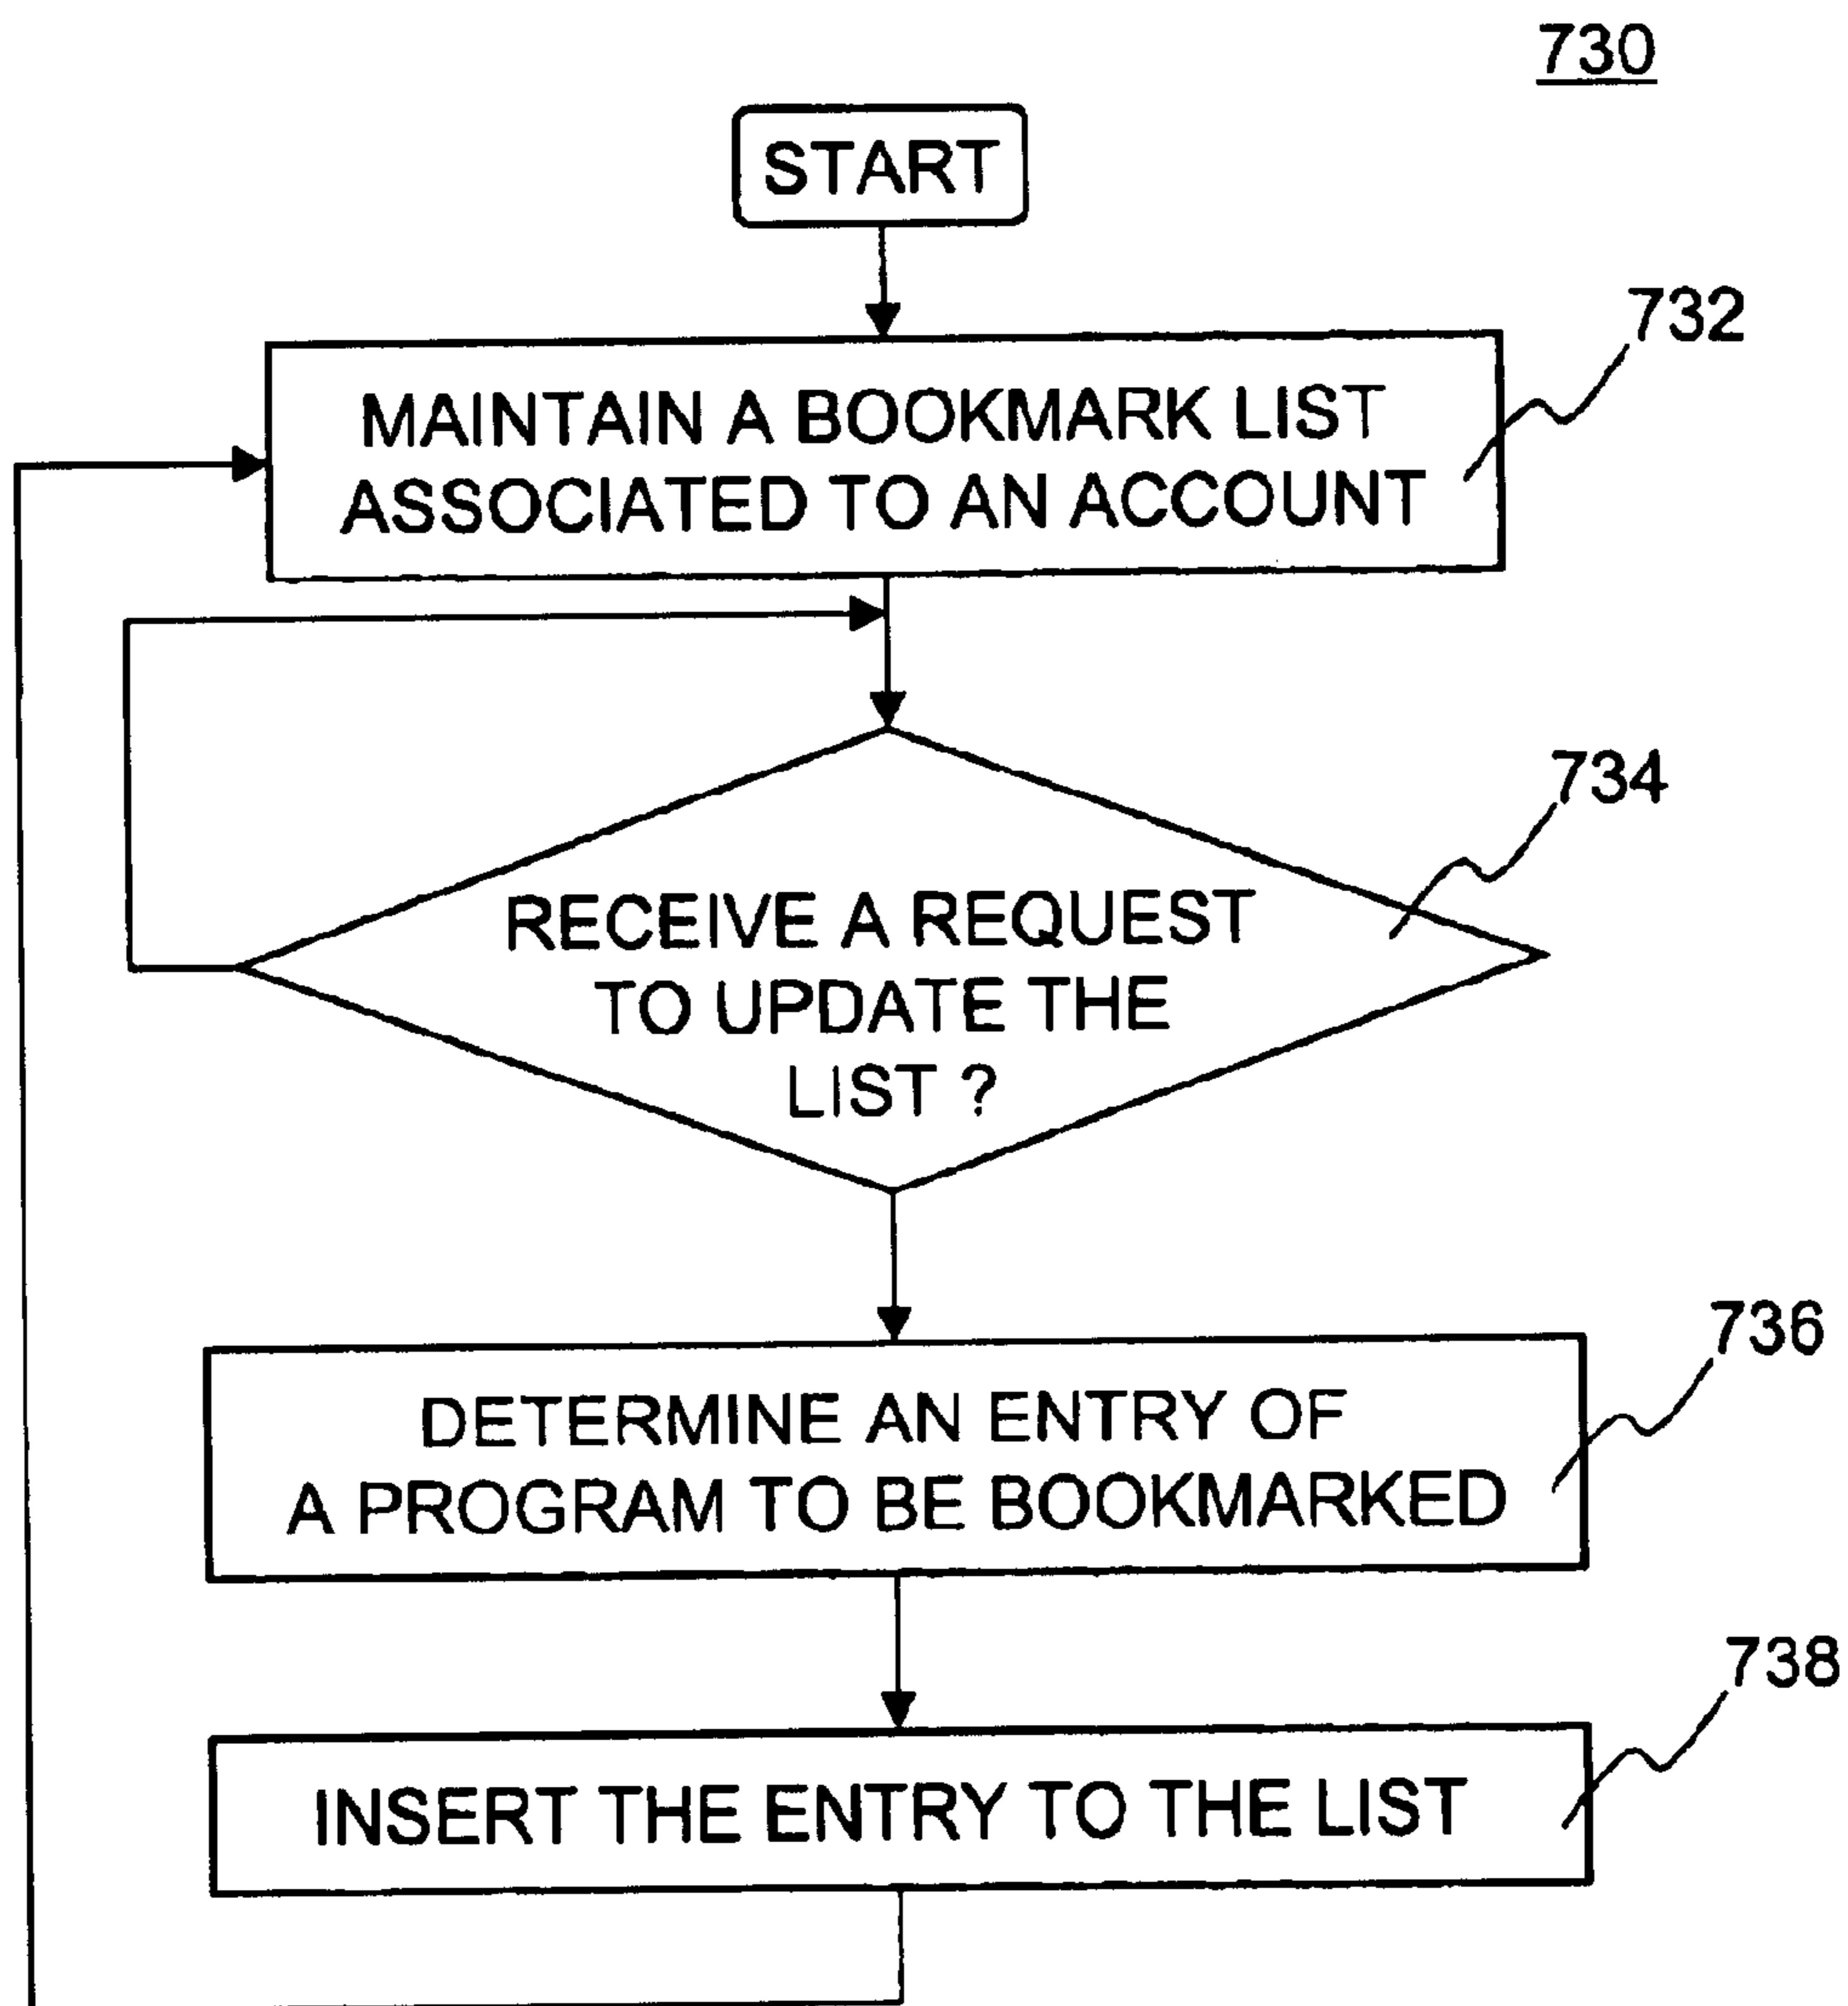 730
START
732
MAINTAIN A BOOKMARK LIST
ASSOCIATED TO AN ACCOUNT
734
RECEIVE A REQUEST
TO UPDATE THE
LIST ?
736
DETERMINE AN ENTRY OF
A PROGRAM TO BE BOOKMARKED
738
INSERT THE ENTRY TO THE LIST